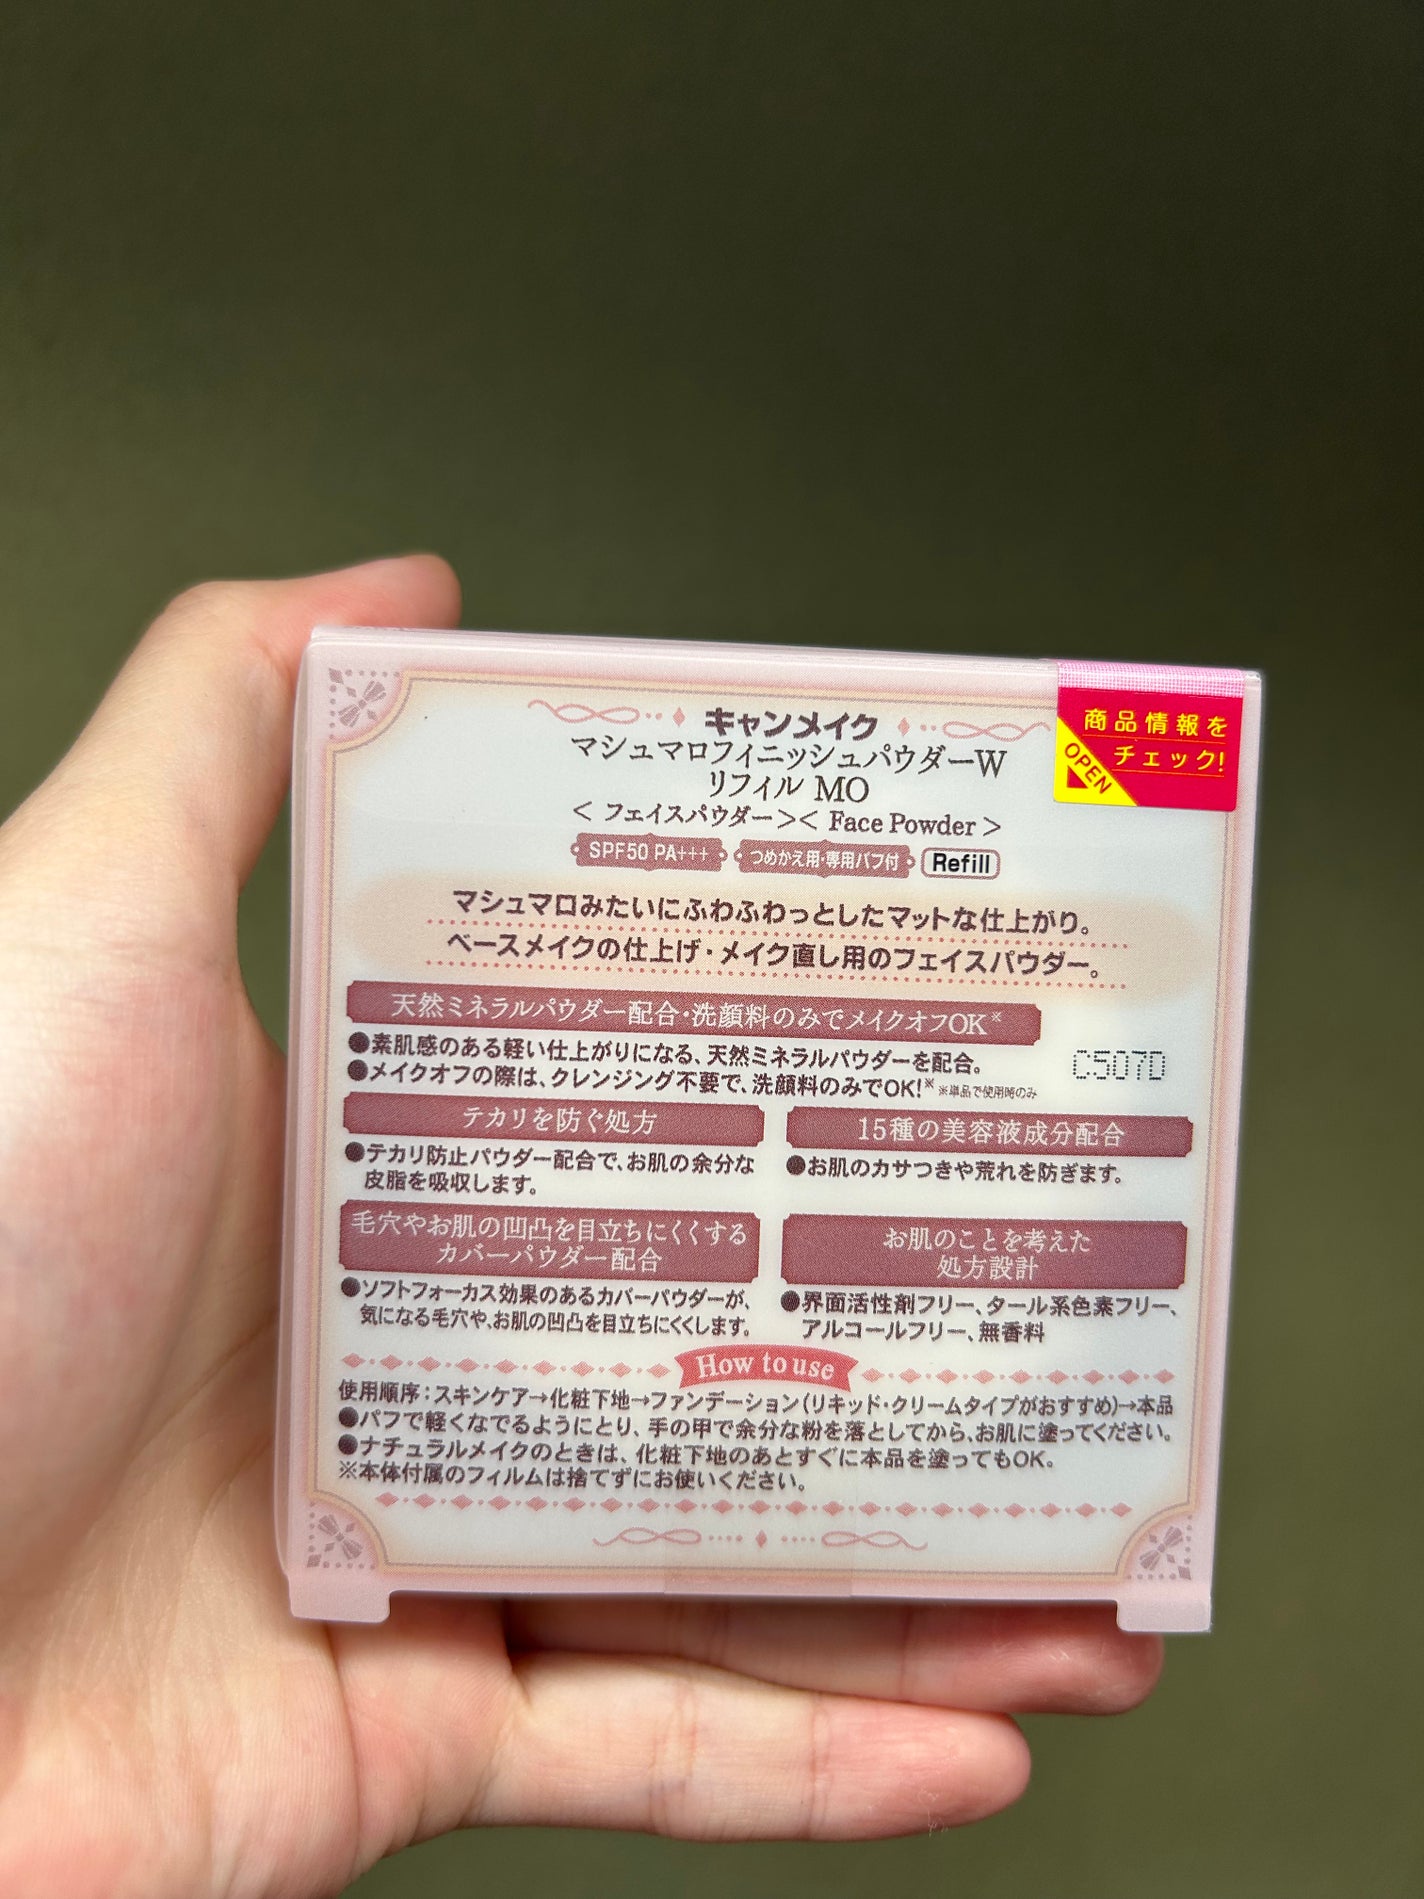 キャンメイク
マシュマロフィニッシュパウダーW
リフィル MO
＜ フェイスパウダー＞＜ Face Powder ＞
SPF50 PA+++ つめかえ用・専用パフ付 Refill
商品情報を
チェック!
OPEN
マシュマロみたいにふわふわっとしたマットな仕上がり。
ベースメイクの仕上げ・メイク直し用のフェイスパウダー。
天然ミネラルパウダー配合・洗顔料のみでメイクオフOK※
●素肌感のある軽い仕上がりになる、天然ミネラルパウダーを配合。
●メイクオフの際は、クレンジング不要で、洗顔料のみでOK!※ ※単品で使用時のみ
C507D
テカリを防ぐ処方
●テカリ防止パウダー配合で、お肌の余分な
皮脂を吸収します。
15種の美容液成分配合
●お肌のカサつきや荒れを防ぎます。
毛穴やお肌の凹凸を目立ちにくくする
カバーパウダー配合
●ソフトフォーカス効果のあるカバーパウダーが、
気になる毛穴や、お肌の凹凸を目立ちにくくします。
お肌のことを考えた
処方設計
●界面活性剤フリー、タール系色素フリー、
アルコールフリー、無香料
How to use
使用順序：スキンケア→化粧下地→ファンデーション(リキッド・クリームタイプがおすすめ)→本品
●パフで軽くなでるようにとり、手の甲で余分な粉を落としてから、お肌に塗ってください。
●ナチュラルメイクのときは、化粧下地のあとすぐに本品を塗ってもOK。
※本体付属のフィルムは捨てずにお使いください。